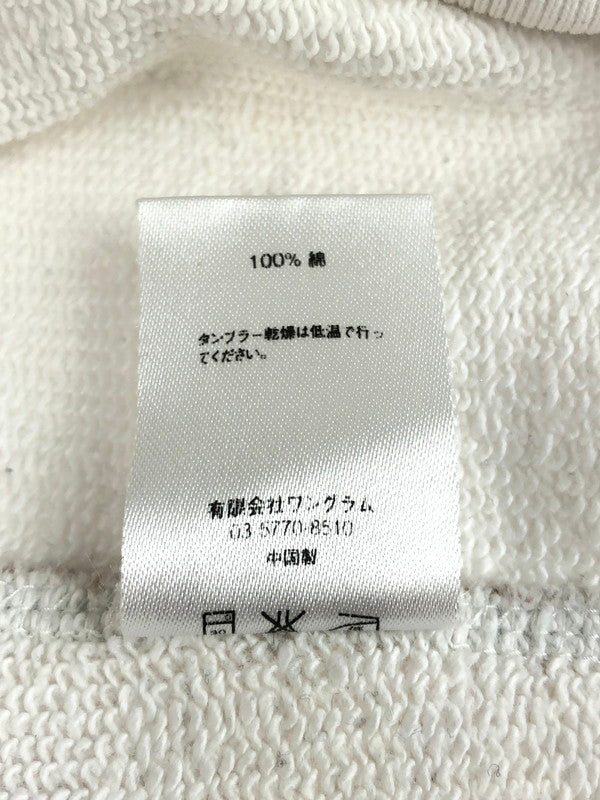 100% 綿
タンブラー乾燥は低温で行っ
てください。
有限会社ワングラム
03-5770-8510
中国製